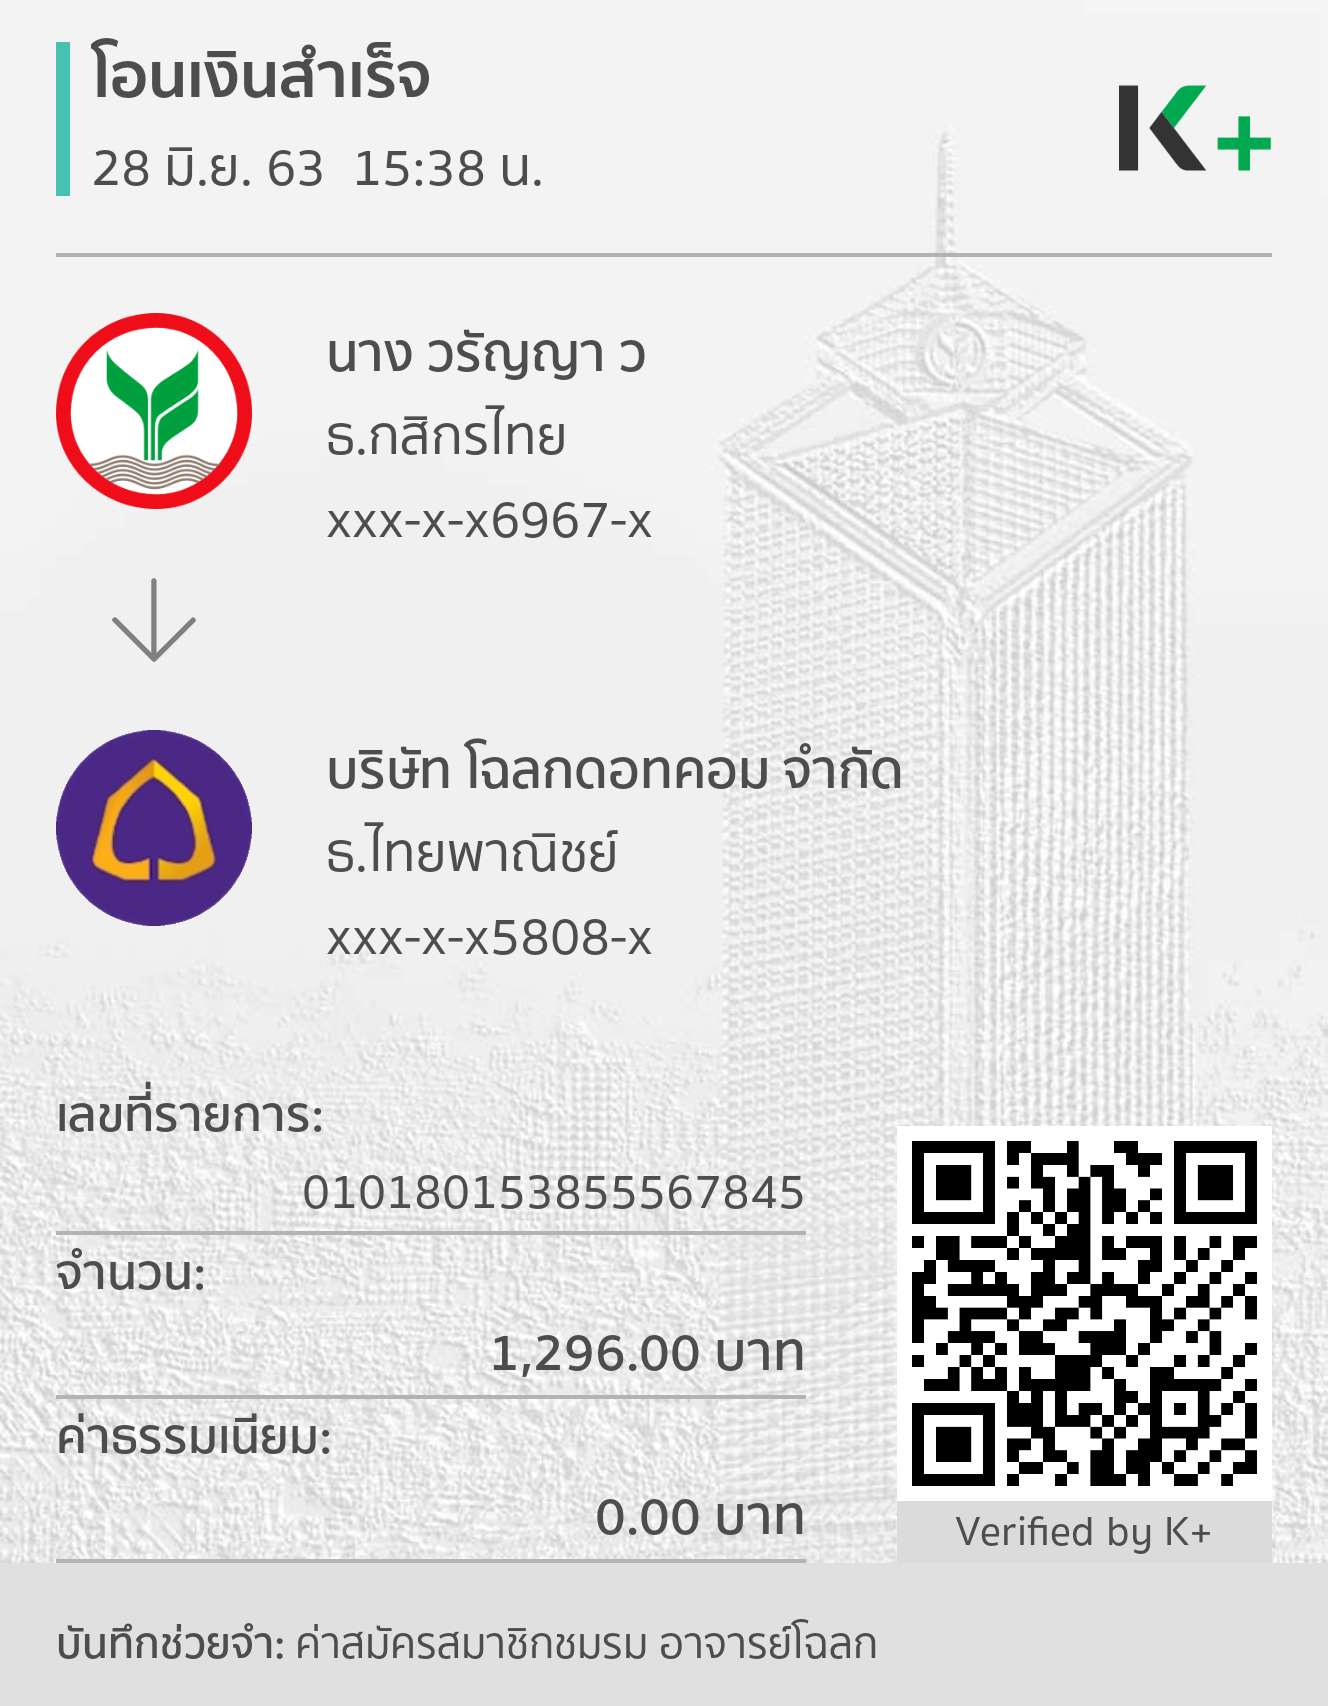 โอนเงินสำเร็จ
28 มิ.ย. 63  15:38 น.
K+
นาง วรัญญา ว
ธ.กสิกรไทย
xxx-x-x6967-x
บริษัท โฉลกดอทคอม จำกัด
ธ.ไทยพาณิชย์
xxx-x-x5808-x
เลขที่รายการ:
010180153855567845
จำนวน:
1,296.00 บาท
ค่าธรรมเนียม:
0.00 บาท
Verified by K+
บันทึกช่วยจำ: ค่าสมัครสมาชิกชมรม อาจารย์โฉลก